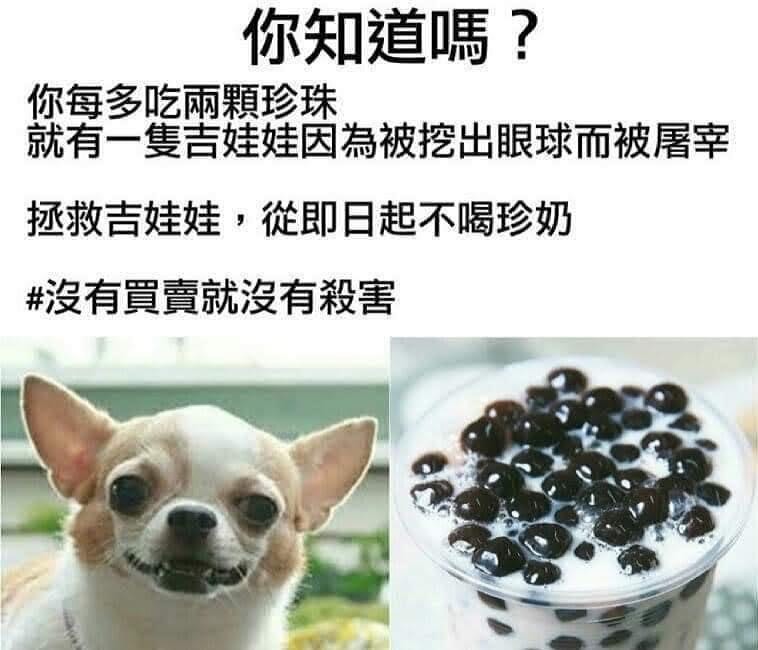 你知道嗎？
你每多吃兩顆珍珠
就有一隻吉娃娃因為被挖出眼球而被屠宰
拯救吉娃娃，從即日起不喝珍奶
#沒有買賣就沒有殺害